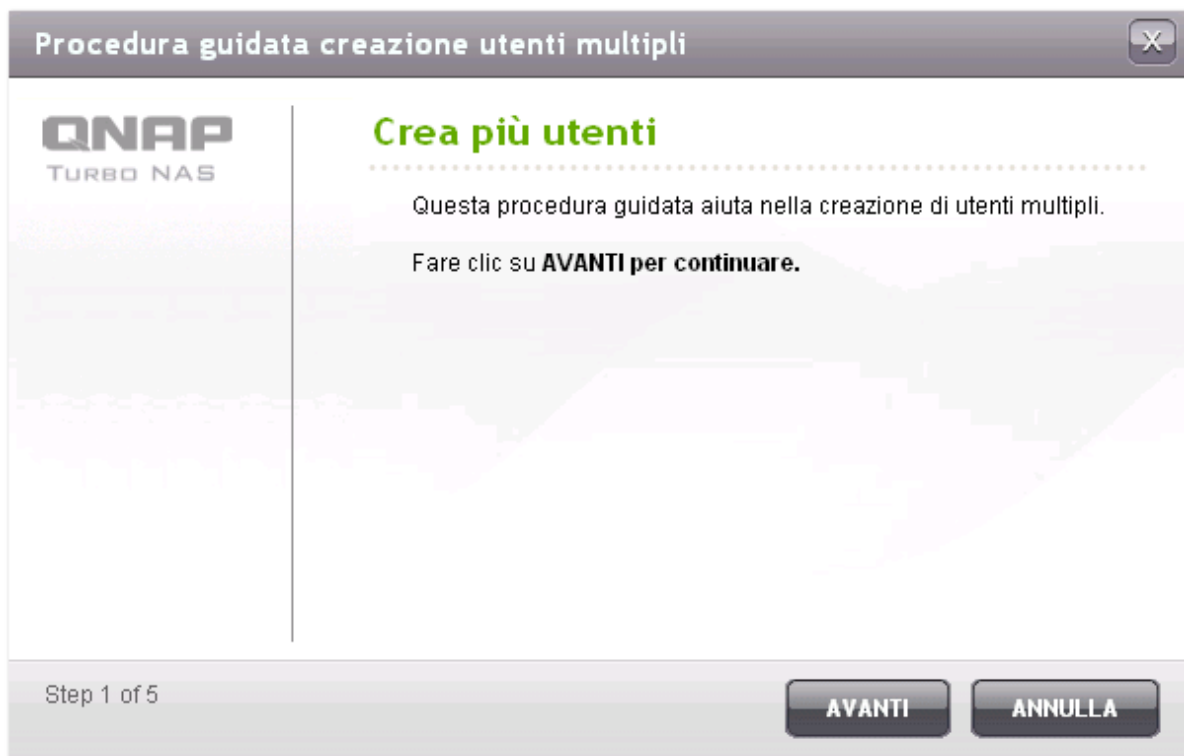 Procedura guidata creazione utenti multipli
X
QNAP
TURBO NAS
Crea più utenti
Questa procedura guidata aiuta nella creazione di utenti multipli.
Fare clic su AVANTI per continuare.
Step 1 of 5
AVANTI
ANNULLA